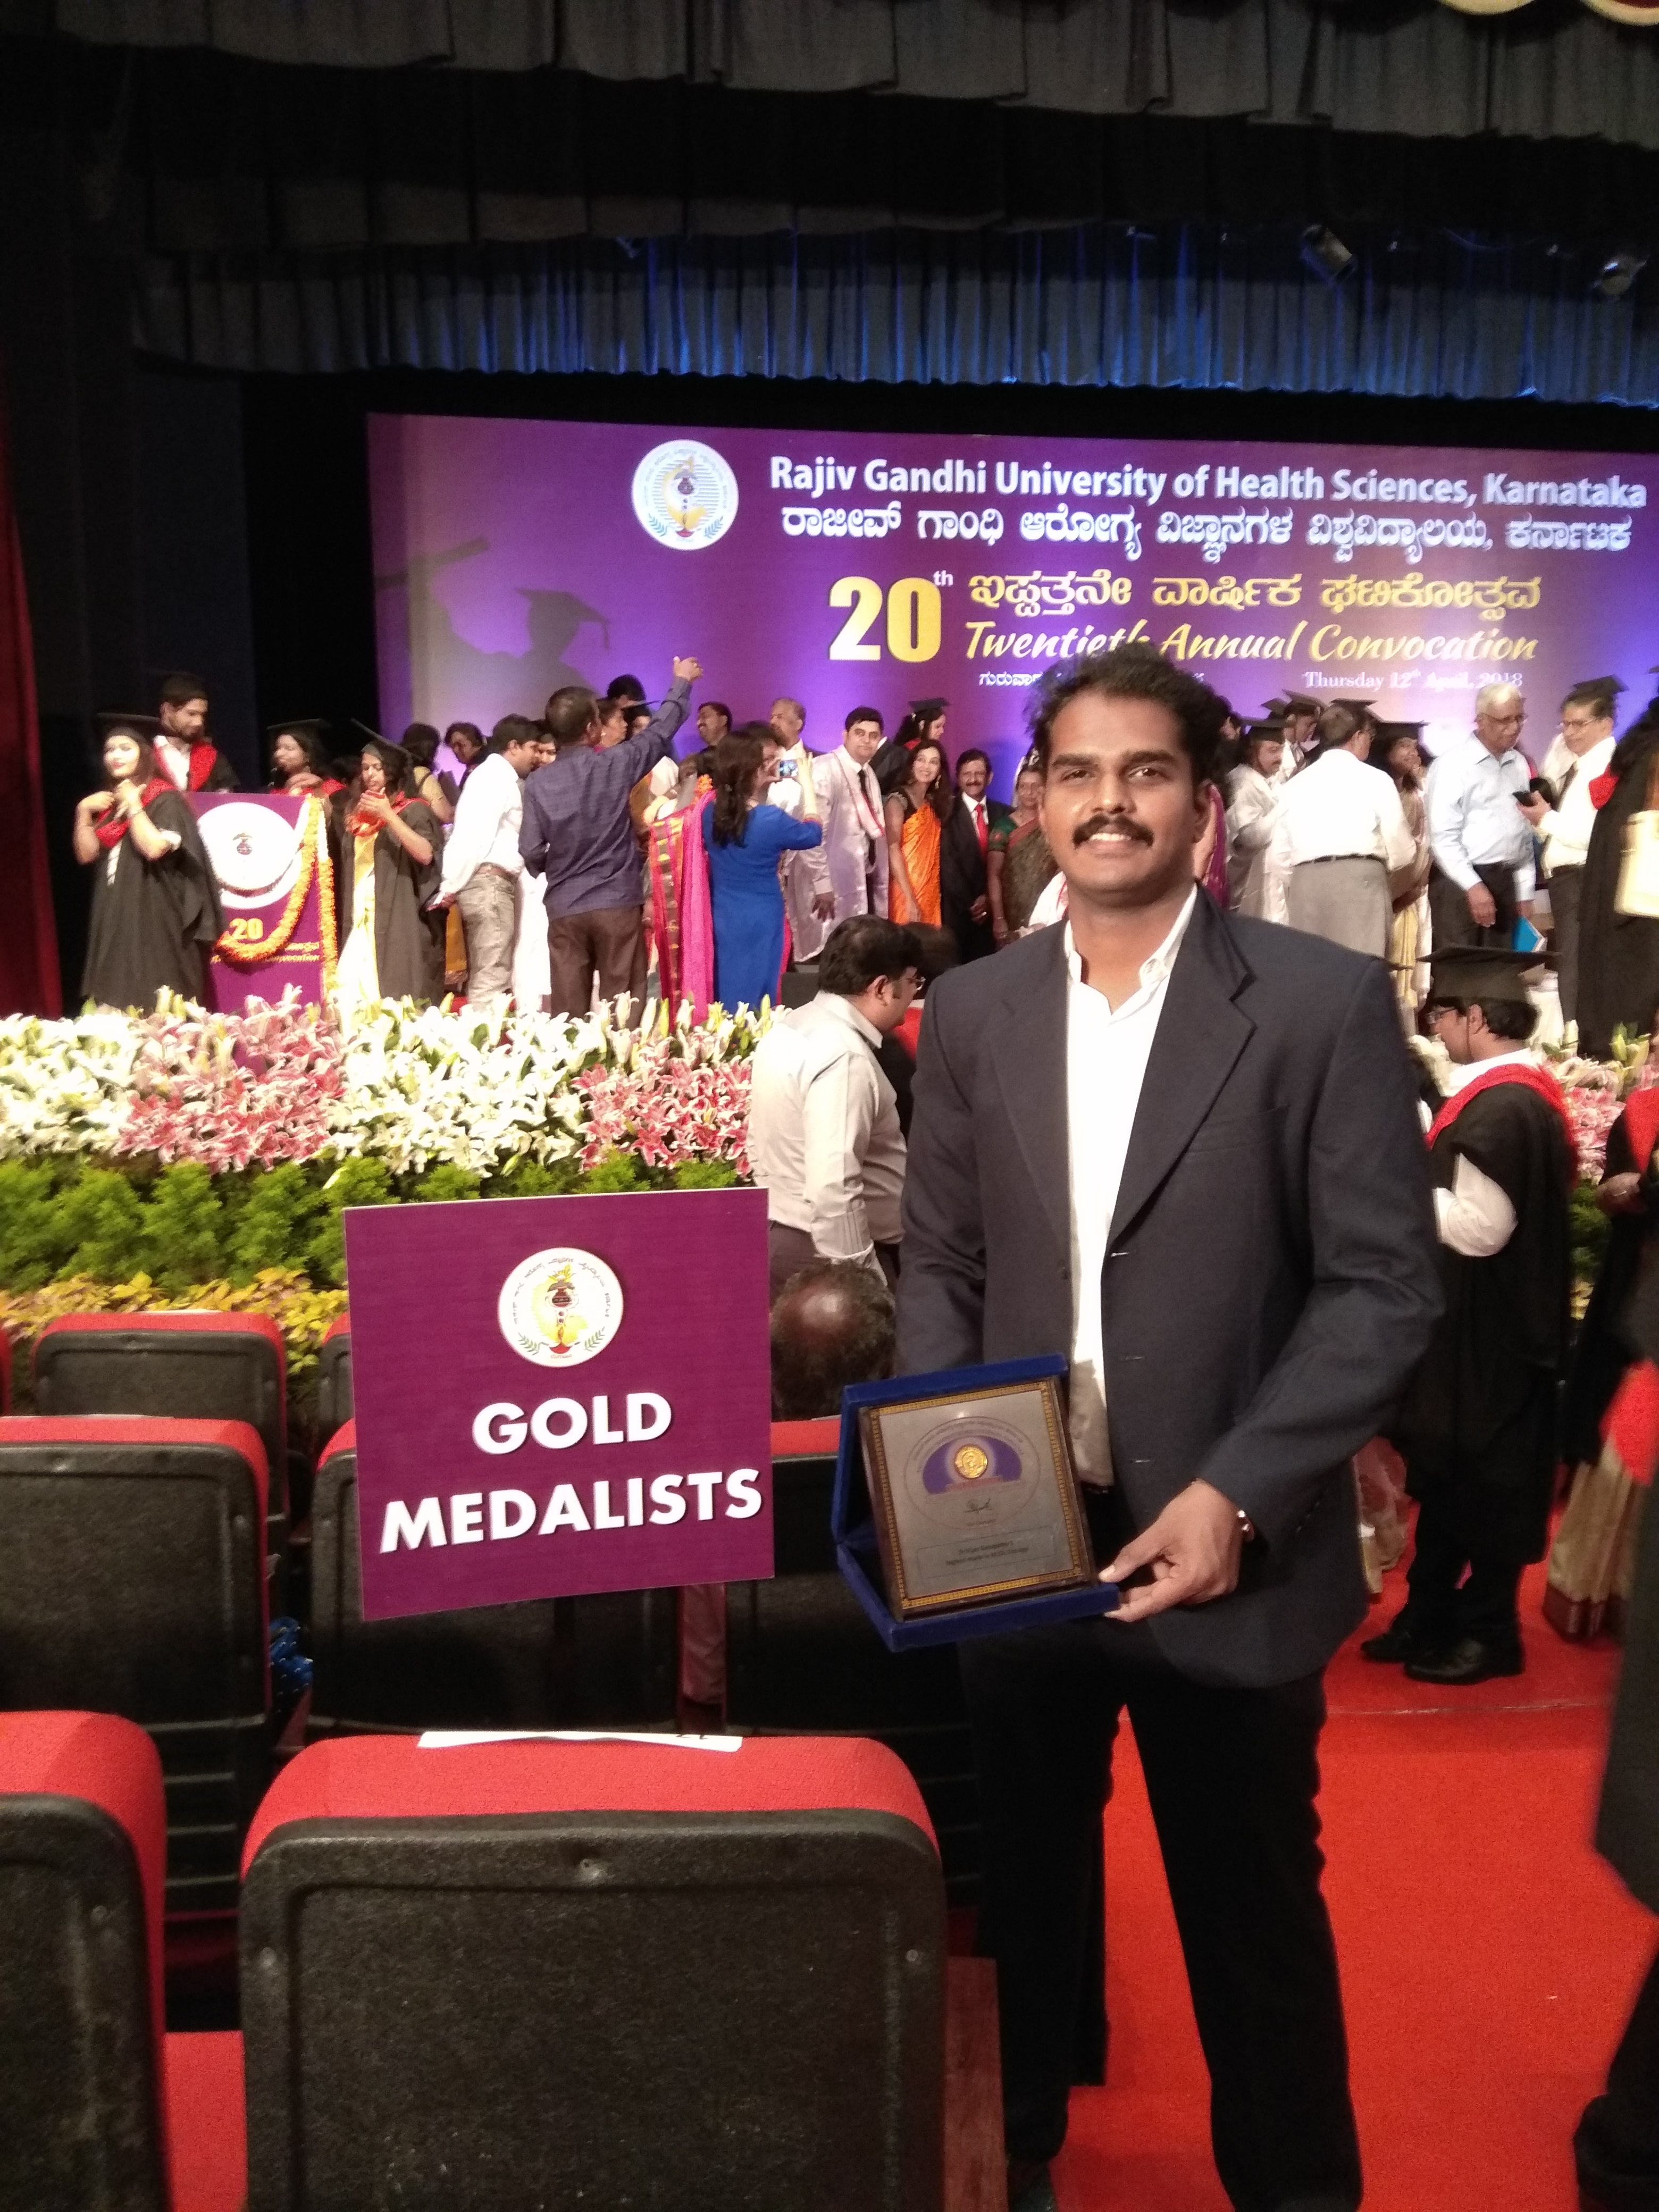 Rajiv Gandhi University of Health Sciences, Karnataka
ರಾಜೀವ್ ಗಾಂಧಿ ಆರೋಗ್ಯ ವಿಜ್ಞಾನಗಳ ವಿಶ್ವವಿದ್ಯಾಲಯ, ಕರ್ನಾಟಕ
20th ಇಪ್ಪತ್ತನೇ ವಾರ್ಷಿಕ ಘಟಿಕೋತ್ಸವ
Twentieth Annual Convocation
Thursday 12th April, 2018
20
Convocation
GOLD
MEDALISTS